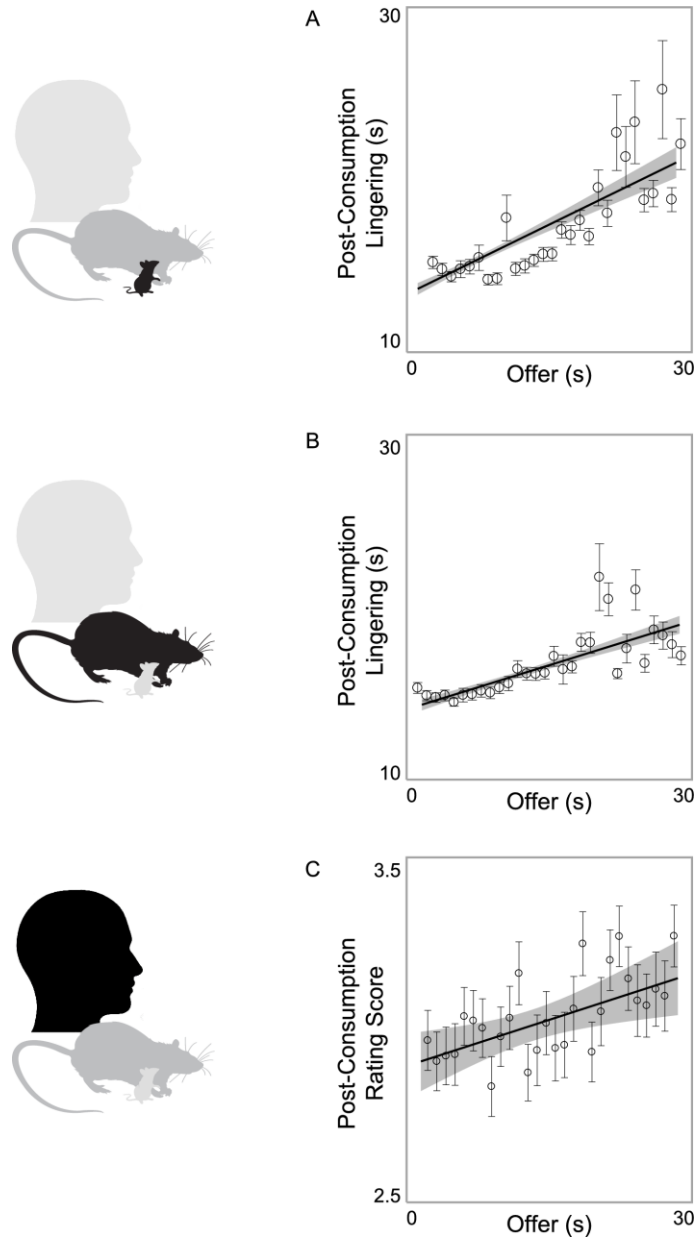 A
30
Post-Consumption
Lingering (s)
10
0
30
Offer (s)
B
30
Post-Consumption
Lingering (s)
10
0
30
Offer (s)
C
3.5
Post-Consumption
Rating Score
2.5
0
30
Offer (s)